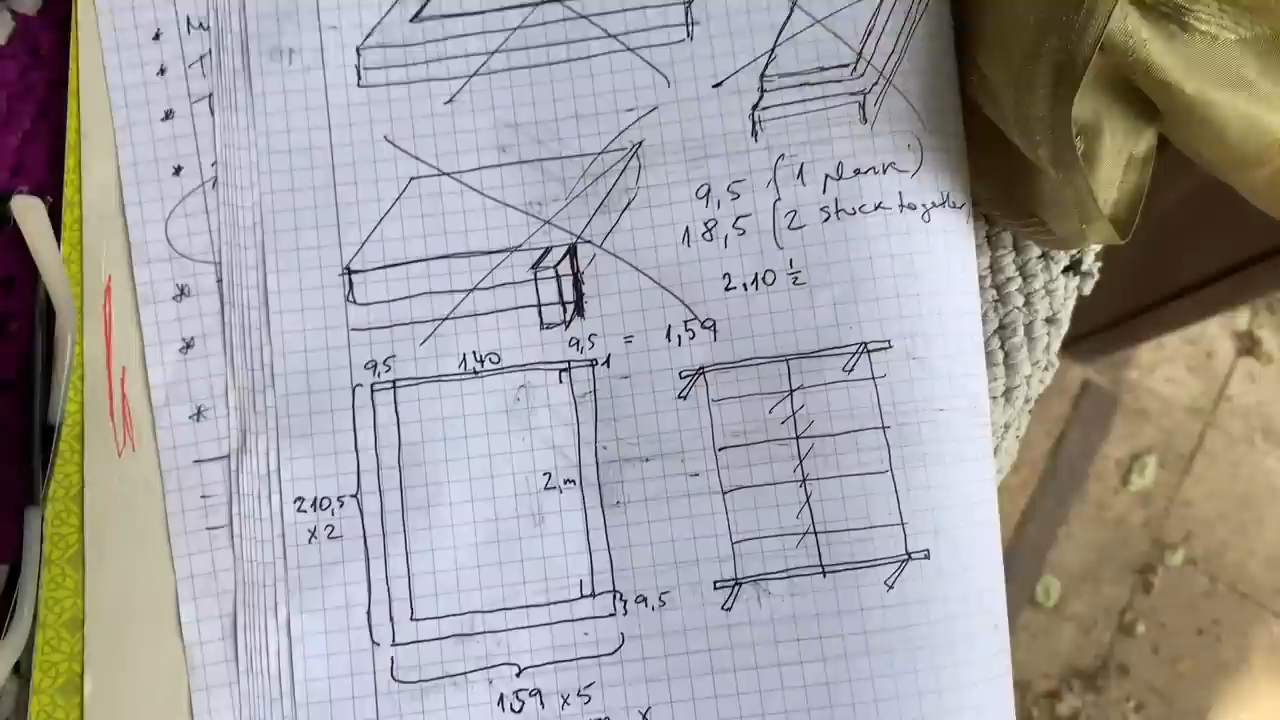 9,5 (1 plank)
18,5 (2 stuck together)
2,10 ½
9,5 1,40 9,5 = 1,59
1
2,m
210,5
x2
9,5
159 x5